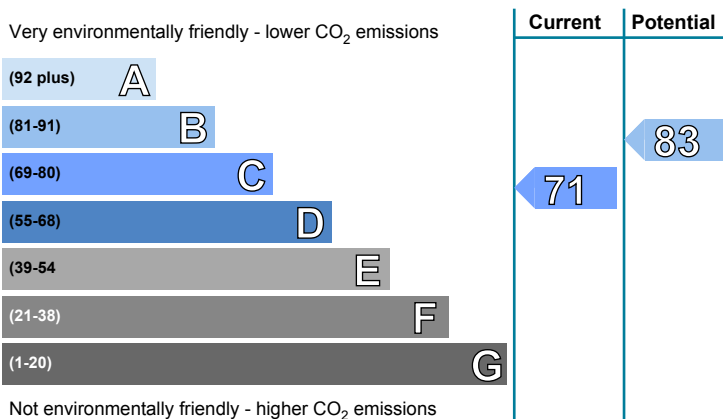 Very environmentally friendly - lower CO2 emissions
Current
Potential
(92 plus) A
(81-91) B
(69-80) C
(55-68) D
(39-54 E
(21-38) F
(1-20) G
83
71
Not environmentally friendly - higher CO2 emissions